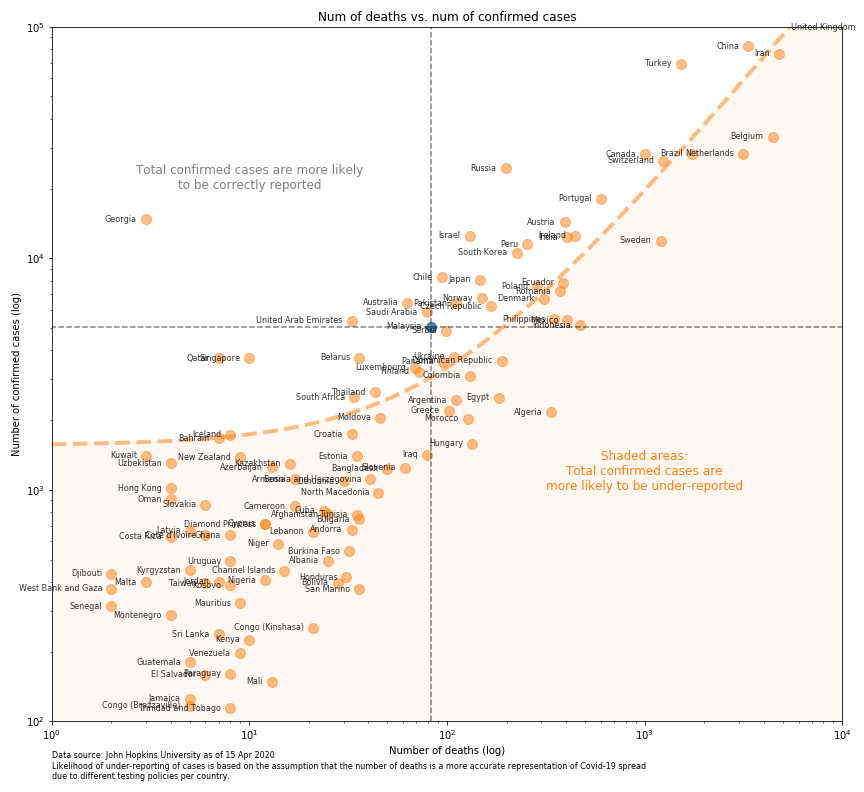 Num of deaths vs. num of confirmed cases
United Kingdom
China
Iran
Turkey
Belgium
Canada
Brazil
Netherlands
Switzerland
Total confirmed cases are more likely
to be correctly reported
Russia
Portugal
Georgia
Austria
Israel
Ireland
India
Peru
Sweden
South Korea
Chile
Japan
Ecuador
Poland
Romania
Australia
Pakistan
Norway
Denmark
Czech Republic
Saudi Arabia
United Arab Emirates
Malaysia
Serbia
Philippines
Mexico
Indonesia
Qatar
Singapore
Belarus
Ukraine
Panama
Dominican Republic
Luxembourg
Finland
Colombia
Thailand
South Africa
Argentina
Egypt
Greece
Algeria
Moldova
Morocco
Iceland
Bahrain
Croatia
Hungary
Kuwait
Uzbekistan
New Zealand
Kazakhstan
Azerbaijan
Estonia
Iraq
Bangladesh
Slovenia
Armenia
Bosnia and Herzegovina
Lithuania
Shaded areas:
Total confirmed cases are
more likely to be under-reported
Hong Kong
Oman
North Macedonia
Slovakia
Cameroon
Cuba
Afghanistan
Tunisia
Bulgaria
Diamond Princess
Cyprus
Latvia
Costa Rica
Cote d'Ivoire
Ghana
Lebanon
Andorra
Niger
Burkina Faso
Uruguay
Albania
Djibouti
Kyrgyzstan
Channel Islands
Malta
Taiwan
Jordan
Kosovo
Nigeria
Honduras
Bolivia
West Bank and Gaza
San Marino
Senegal
Mauritius
Montenegro
Sri Lanka
Kenya
Congo (Kinshasa)
Venezuela
Guatemala
El Salvador
Paraguay
Mali
Jamaica
Congo (Brazzaville)
Trinidad and Tobago
Number of confirmed cases (log)
10⁵
10⁴
10³
10²
10⁰
10¹
10²
10³
10⁴
Number of deaths (log)
Data source: John Hopkins University as of 15 Apr 2020
Likelihood of under-reporting of cases is based on the assumption that the number of deaths is a more accurate representation of Covid-19 spread
due to different testing policies per country.